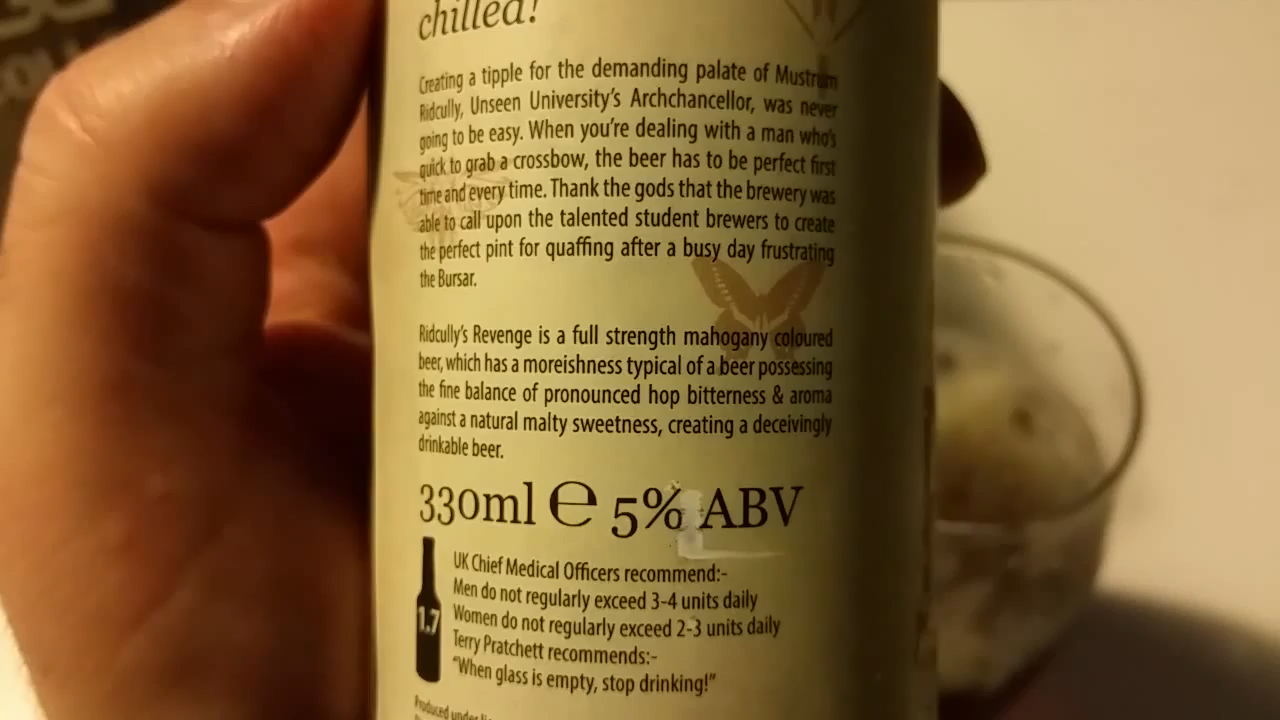 chilled!
Creating a tipple for the demanding palate of Mustrum
Ridcully, Unseen University's Archchancellor, was never
going to be easy. When you're dealing with a man who's
quick to grab a crossbow, the beer has to be perfect first
time and every time. Thank the gods that the brewery was
able to call upon the talented student brewers to create
the perfect pint for quaffing after a busy day frustrating
the Bursar.
Ridcully's Revenge is a full strength mahogany coloured
beer, which has a moreishness typical of a beer possessing
the fine balance of pronounced hop bitterness & aroma
against a natural malty sweetness, creating a deceivingly
drinkable beer.
330ml e 5% ABV
1.7
UK Chief Medical Officers recommend:-
Men do not regularly exceed 3-4 units daily
Women do not regularly exceed 2-3 units daily
Terry Pratchett recommends:-
"When glass is empty, stop drinking!"
Produced under